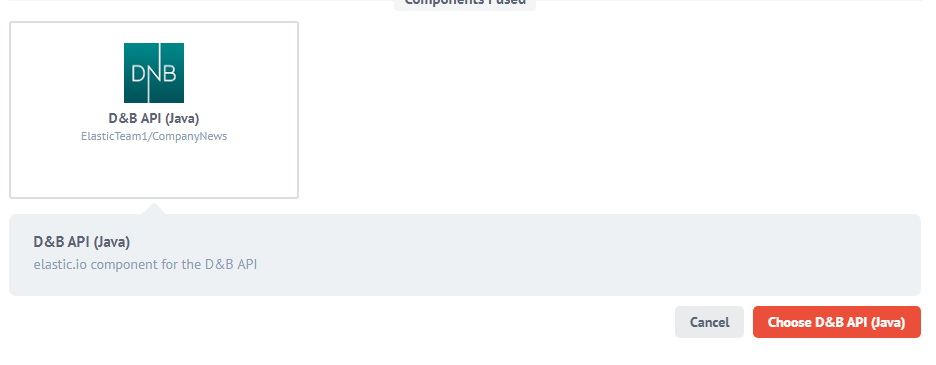 Components I used
DNB
D&B API (Java)
ElasticTeam1/CompanyNews
D&B API (Java)
elastic.io component for the D&B API
Cancel
Choose D&B API (Java)